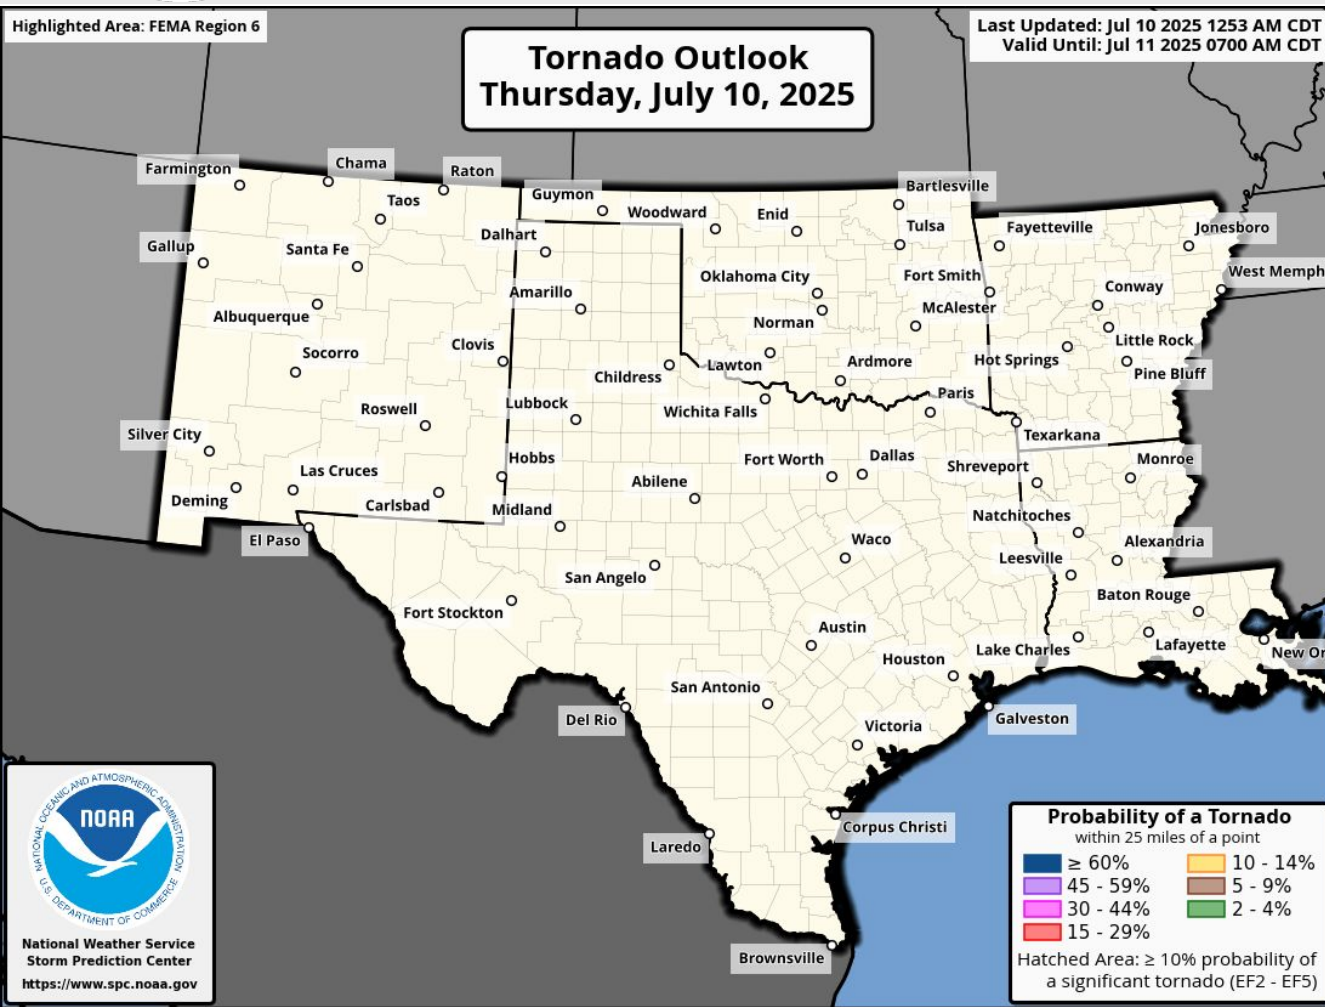 Highlighted Area: FEMA Region 6
Last Updated: Jul 10 2025 1253 AM CDT
Valid Until: Jul 11 2025 0700 AM CDT
Tornado Outlook
Thursday, July 10, 2025
Farmington
Chama
Raton
Taos
Guymon
Woodward
Enid
Bartlesville
Tulsa
Fayetteville
Jonesboro
Gallup
Santa Fe
Dalhart
Oklahoma City
Fort Smith
West Memph
Amarillo
Conway
Albuquerque
Norman
McAlester
Little Rock
Socorro
Clovis
Childress
Lawton
Ardmore
Hot Springs
Pine Bluff
Roswell
Lubbock
Wichita Falls
Paris
Silver City
Texarkana
Las Cruces
Hobbs
Abilene
Fort Worth
Dallas
Shreveport
Monroe
Deming
Carlsbad
Midland
Natchitoches
El Paso
Waco
Leesville
Alexandria
San Angelo
Fort Stockton
Baton Rouge
Austin
Houston
Lake Charles
Lafayette
New Or
San Antonio
Del Rio
Victoria
Galveston
Laredo
Corpus Christi
Brownsville
NATIONAL OCEANIC AND ATMOSPHERIC ADMINISTRATION
NOAA
U.S. DEPARTMENT OF COMMERCE
National Weather Service
Storm Prediction Center
https://www.spc.noaa.gov
Probability of a Tornado
within 25 miles of a point
≥ 60%
10 - 14%
45 - 59%
5 - 9%
30 - 44%
2 - 4%
15 - 29%
Hatched Area: ≥ 10% probability of
a significant tornado (EF2 - EF5)